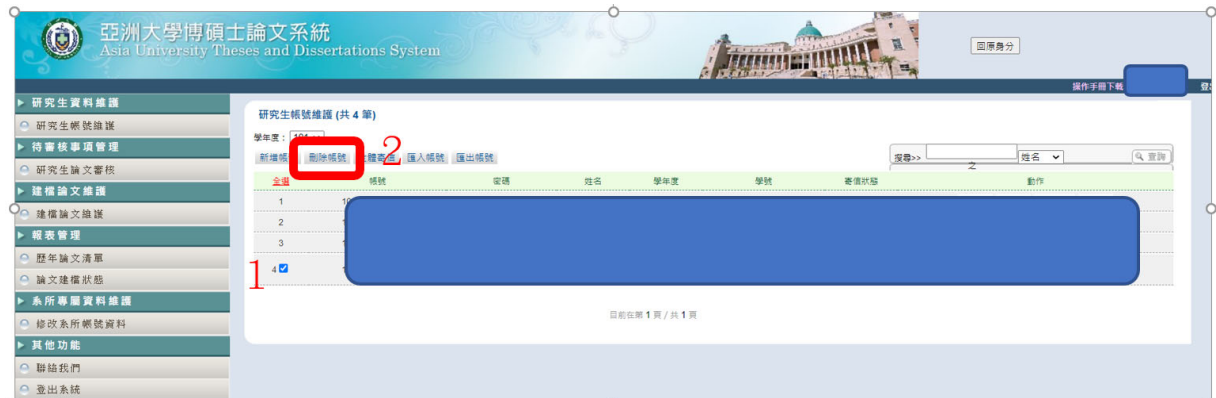 亞洲大學博碩士論文系統
Asia University Theses and Dissertations System
回原身分
操作手冊下載
研究生資料維護
研究生帳號維護
待審核事項管理
研究生論文審核
建檔論文維護
建檔論文維護
報表管理
歷年論文清單
論文建檔狀態
系所專屬資料維護
修改系所帳號資料
其他功能
聯絡我們
登出系統
研究生帳號維護 (共 4 筆)
學年度：
新增帳 刪除帳號 匯入帳號 匯出帳號
2
搜尋>> 姓名 查詢
全選 帳號 密碼 姓名 學年度 學號 寄信狀態 動作
1
2
3
4
1
目前在第 1 頁 / 共 1 頁